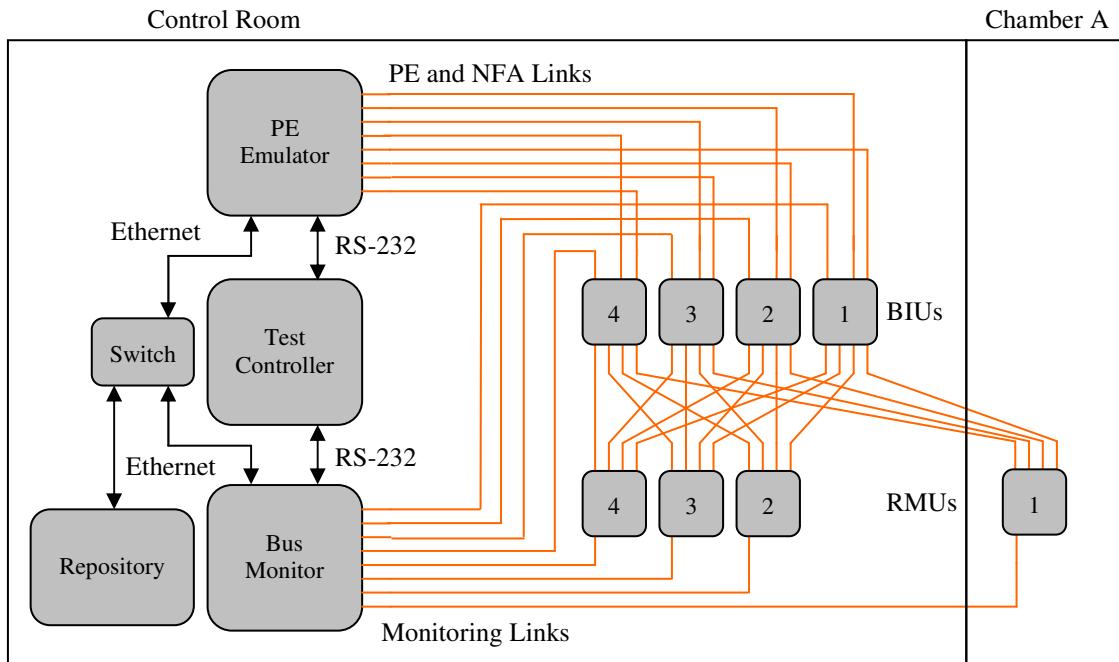 Control Room
Chamber A
PE and NFA Links
PE
Emulator
Ethernet
RS-232
4
3
2
1
BIUs
Switch
Test
Controller
Ethernet
RS-232
4
3
2
RMUs
1
Repository
Bus
Monitor
Monitoring Links